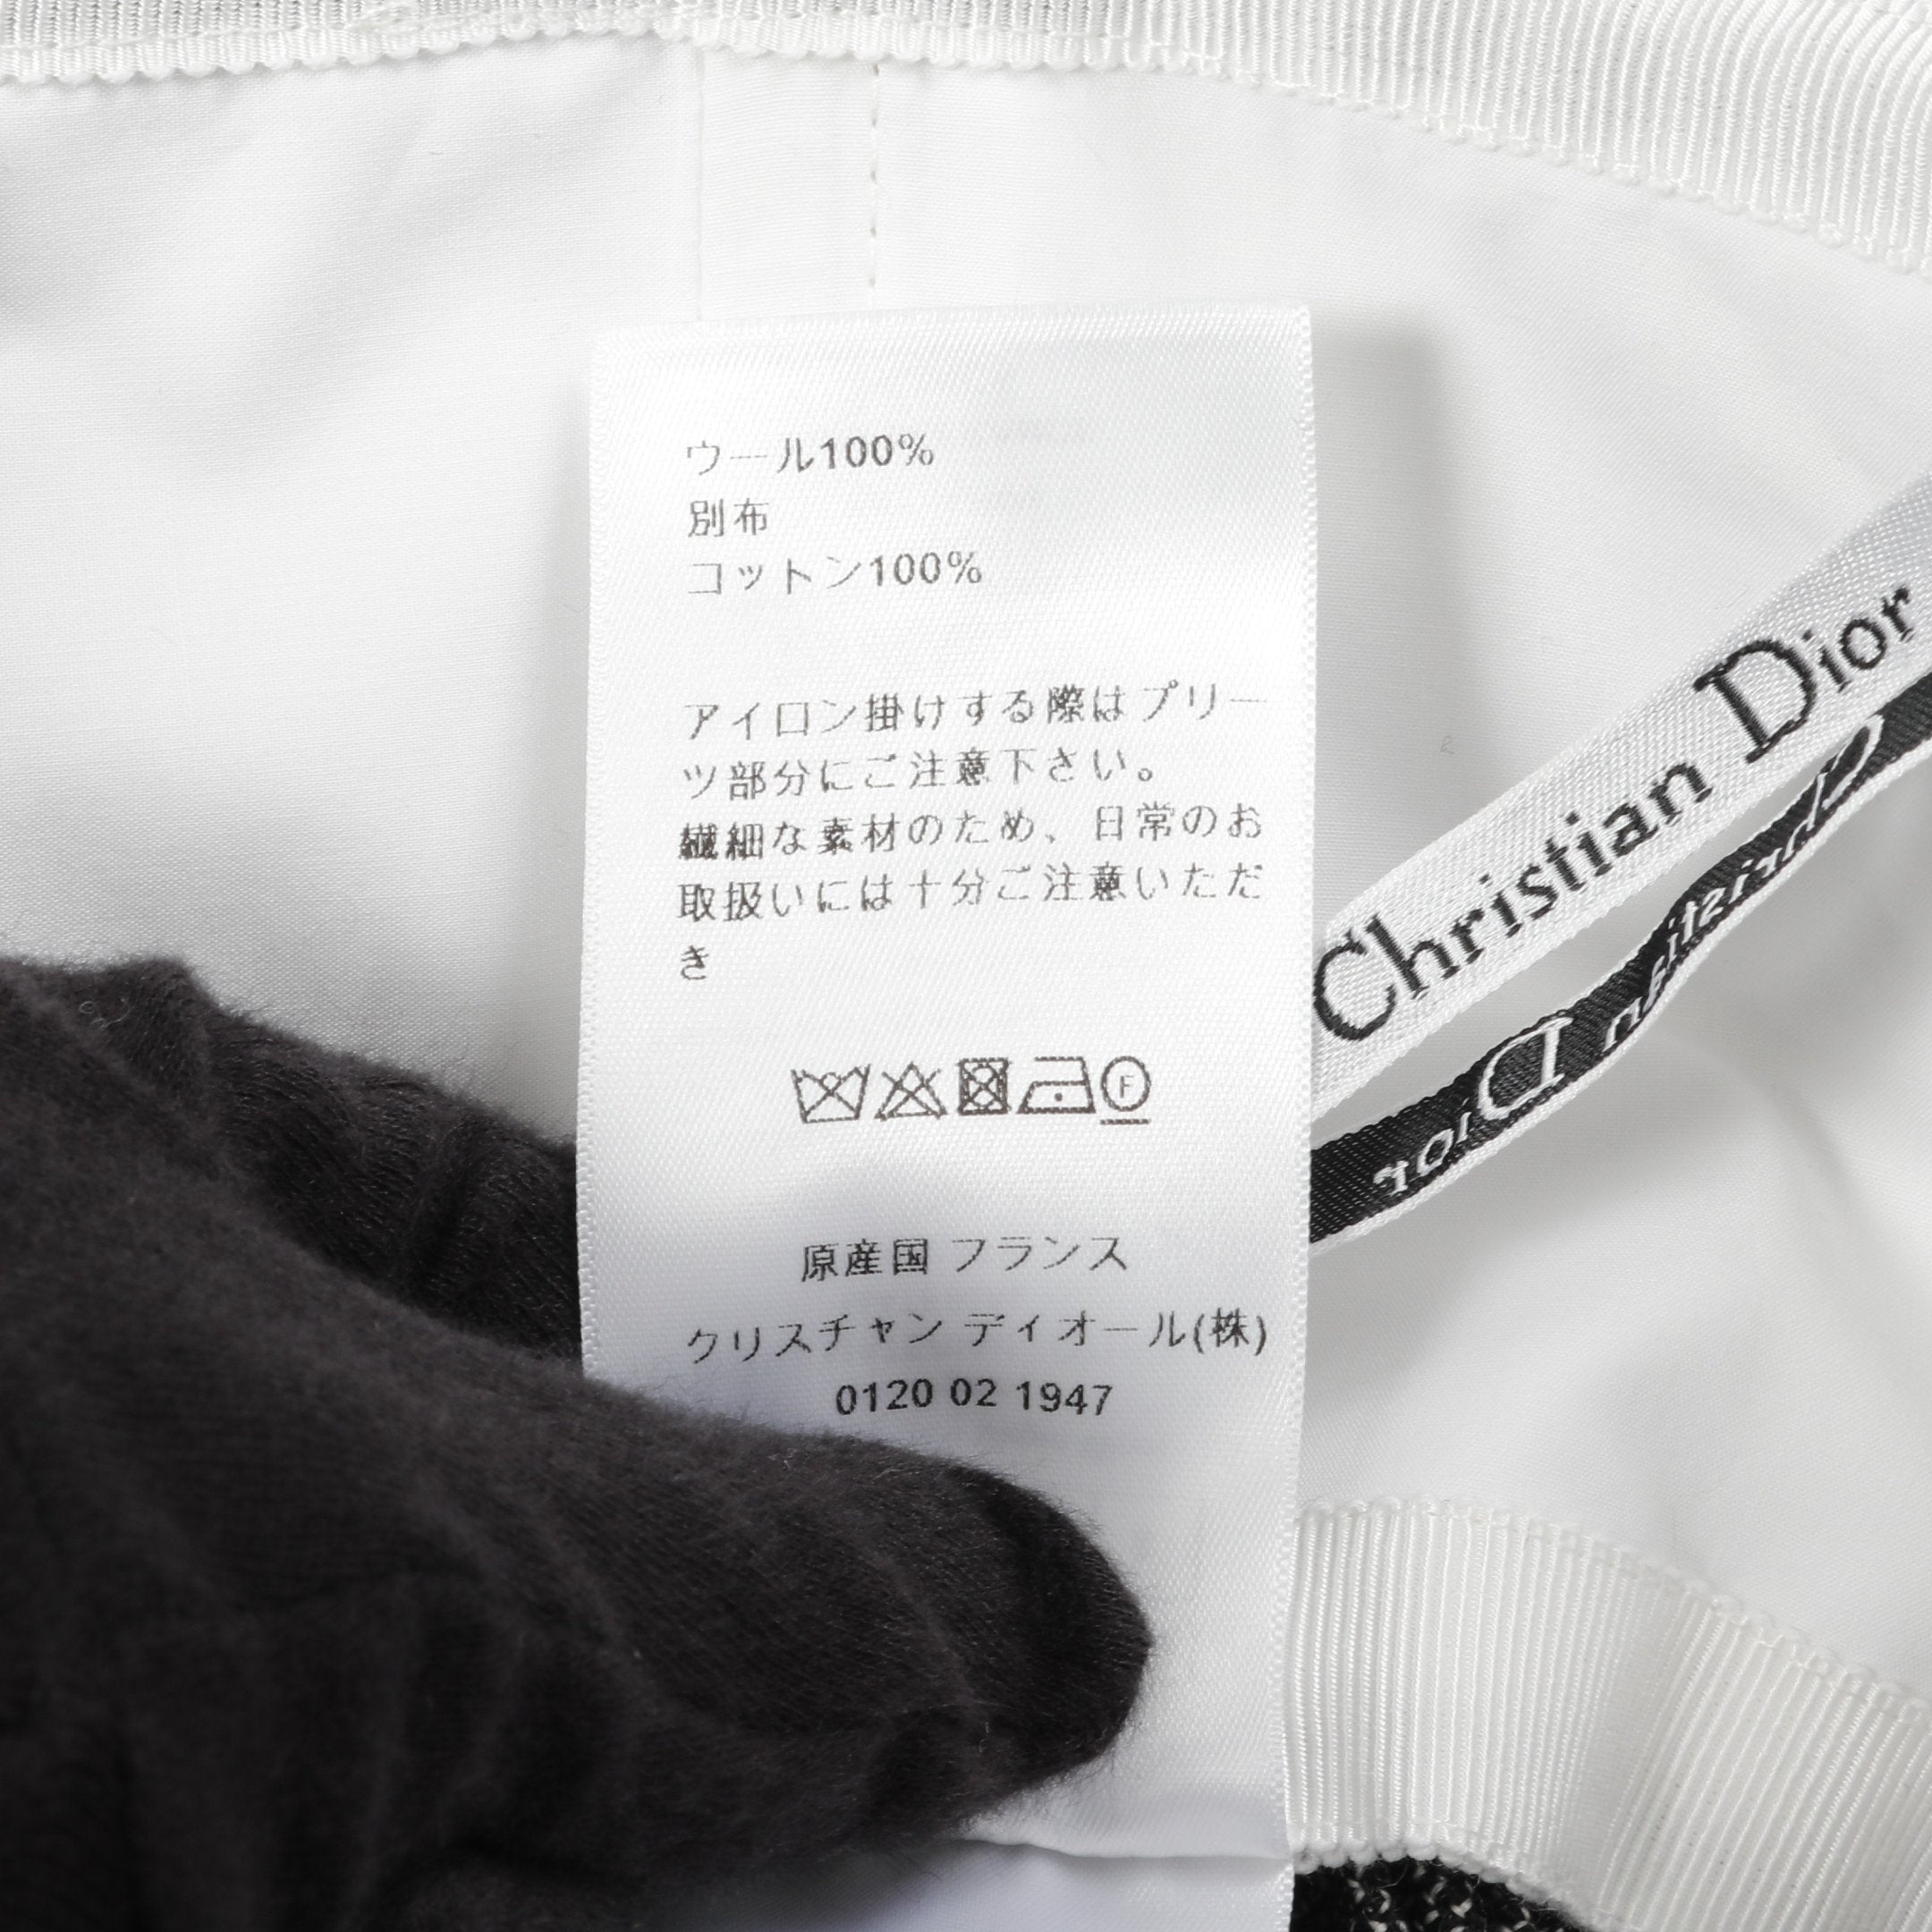 ウール100%
別布
コットン100%
アイロン掛けする際はプリー
ツ部分にご注意下さい。
繊細な素材のため、日常のお
取扱いには十分ご注意いただ
き
F
原産国 フランス
クリスチャン ディオール(株)
0120 02 1947
Christian Dior
Christian Dior